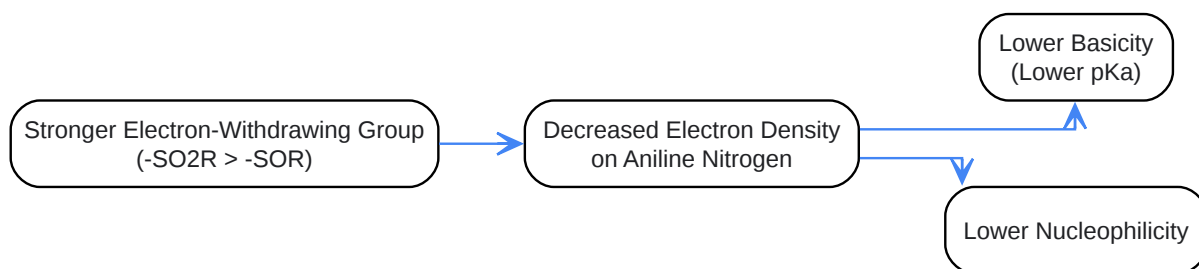 Stronger Electron-Withdrawing Group
(-SO2R > -SOR)
Decreased Electron Density
on Aniline Nitrogen
Lower Basicity
(Lower pKa)
Lower Nucleophilicity